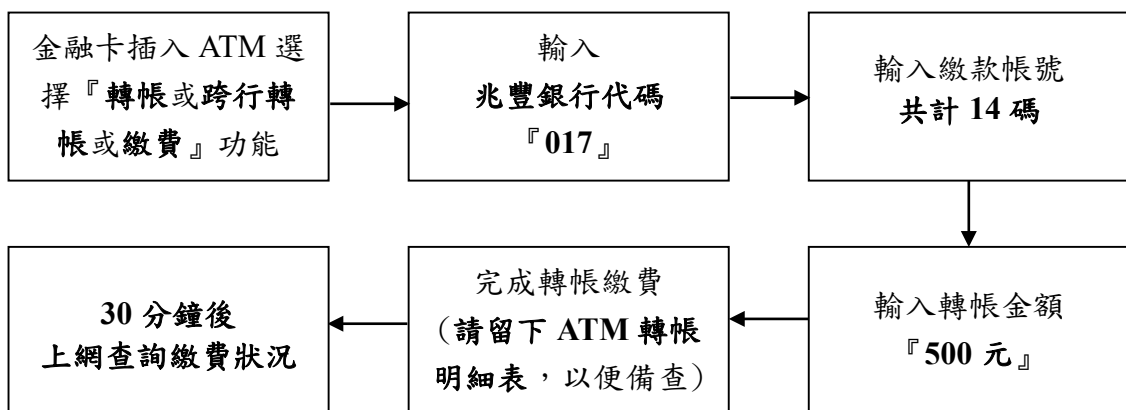 金融卡插入 ATM 選
擇『轉帳或跨行轉
帳或繳費』功能
輸入
兆豐銀行代碼
『017』
輸入繳款帳號
共計 14 碼
輸入轉帳金額
『500 元』
完成轉帳繳費
（請留下 ATM 轉帳
明細表，以便備查）
30 分鐘後
上網查詢繳費狀況